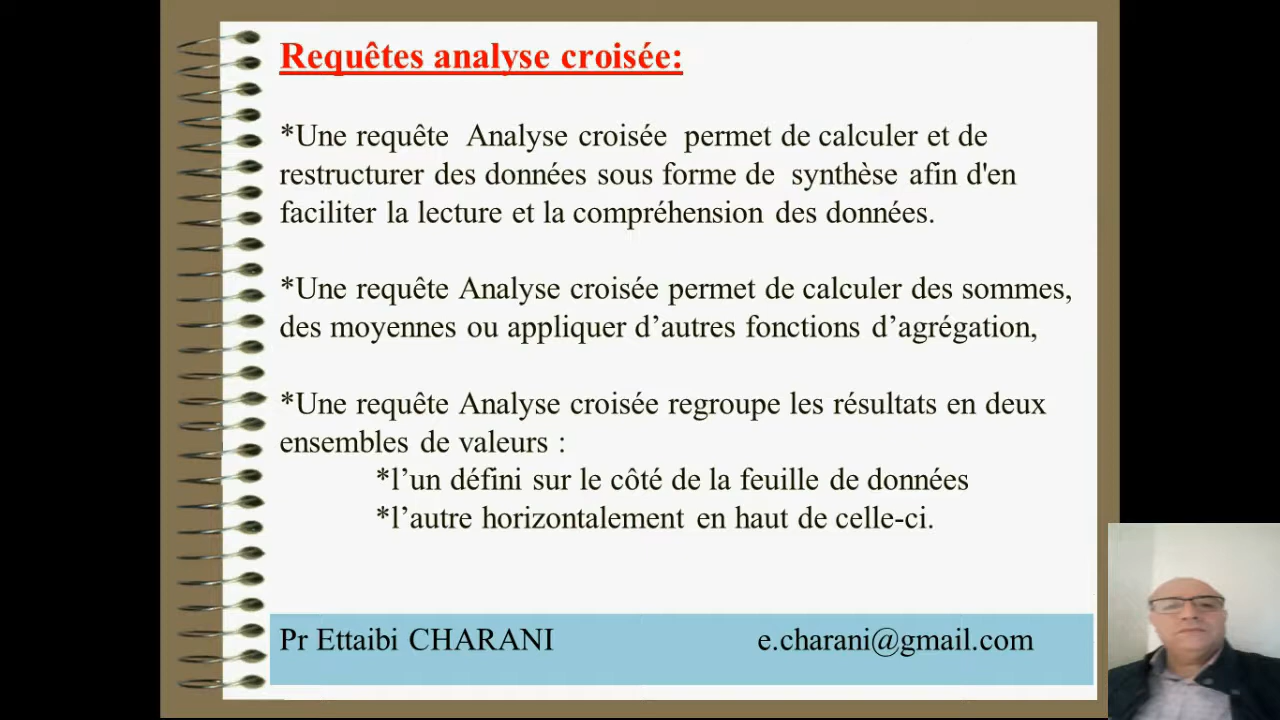 Requêtes analyse croisée:
*Une requête Analyse croisée permet de calculer et de
restructurer des données sous forme de synthèse afin d'en
faciliter la lecture et la compréhension des données.
*Une requête Analyse croisée permet de calculer des sommes,
des moyennes ou appliquer d’autres fonctions d’agrégation,
*Une requête Analyse croisée regroupe les résultats en deux
ensembles de valeurs :
*l’un défini sur le côté de la feuille de données
*l’autre horizontalement en haut de celle-ci.
Pr Ettaibi CHARANI e.charani@gmail.com